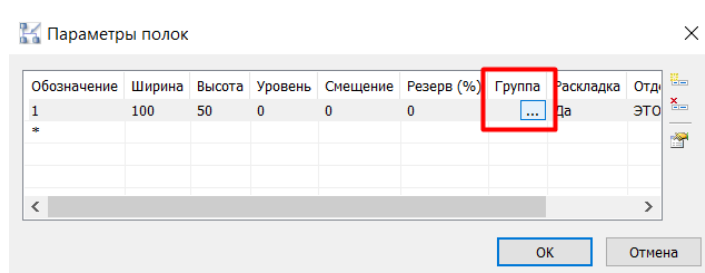 Параметры полок
Обозначение Ширина Высота Уровень Смещение Резерв (%) Группа Раскладка Отд
1 100 50 0 0 0 ... Да ЭТО
*
OK Отмена